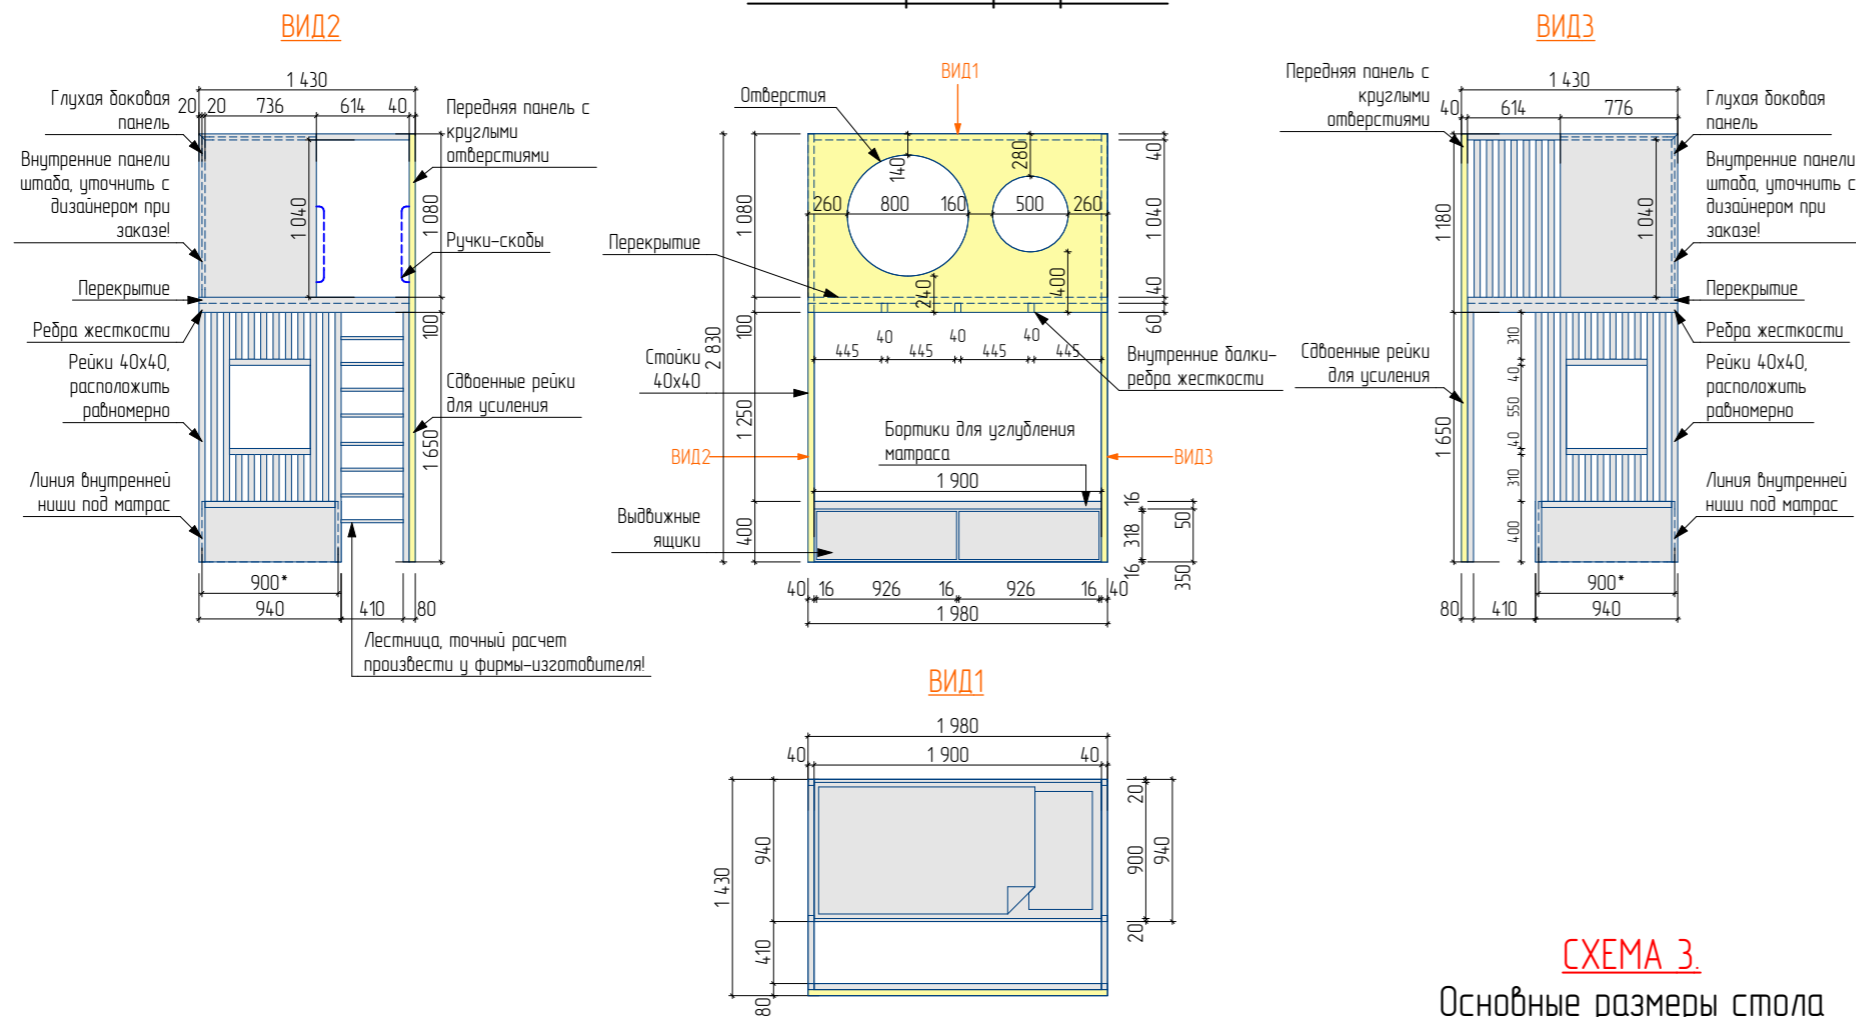 ВИД2
1 430
20
20
736
614
40
Глухая боковая
панель
Внутренние панели
штаба, уточнить с
дизайнером при
заказе!
Перекрытие
Ребра жесткости
Рейки 40х40,
расположить
равномерно
Линия внутренней
ниши под матрас
1 040
1 080
100
1 650
Передняя панель с
круглыми
отверстиями
Ручки-скобы
Сдвоенные рейки
для усиления
900*
940
410
80
Лестница, точный расчет
произвести у фирмы-изготовителя!
ВИД1
Отверстия
Перекрытие
Стойки
40х40
ВИД2
Выдвижные
ящики
2 830
1 080
100
1 250
400
140
280
260
800
160
500
260
240
400
40
1 040
40
60
40
40
40
445
445
445
445
Внутренние балки-
ребра жесткости
Бортики для углубления
матраса
ВИД3
1 900
16
318
16
50
350
40
16
926
16
926
16
40
1 980
ВИД3
1 430
40
614
776
Передняя панель с
круглыми
отверстиями
Сдвоенные рейки
для усиления
1 180
1 650
1 040
310
40
550
40
310
400
Глухая боковая
панель
Внутренние панели
штаба, уточнить с
дизайнером при
заказе!
Перекрытие
Ребра жесткости
Рейки 40х40,
расположить
равномерно
Линия внутренней
ниши под матрас
900*
80
410
940
ВИД1
1 980
40
1 900
40
1 430
940
410
80
20
900
20
940
СХЕМА 3.
Основные размеры стола